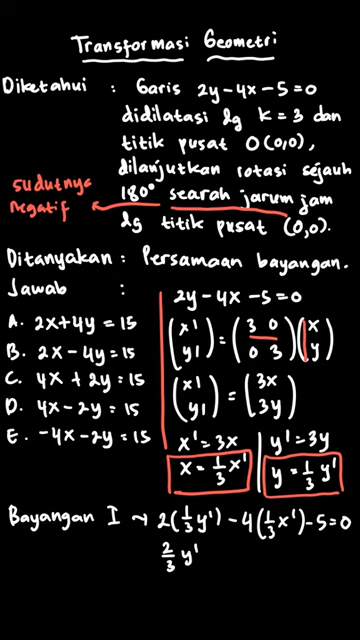 Transformasi Geometri
Diketahui : Garis 2y – 4x – 5 = 0
didilatasi dg k = 3 dan
titik pusat O (0,0),
dilanjutkan rotasi sejauh
sudutnya negatif
180° searah jarum jam
dg titik pusat (0,0).
Ditanyakan : Persamaan bayangan.
Jawab :
2y – 4x – 5 = 0
A. 2x + 4y = 15
B. 2x – 4y = 15
C. 4x + 2y = 15
D. 4x – 2y = 15
E. -4x – 2y = 15
(x' y') = (3 0 0 3) (x y)
(x' y') = (3x 3y)
x' = 3x | y' = 3y
x = 1/3 x' | y = 1/3 y'
Bayangan I → 2(1/3 y') – 4(1/3 x') – 5 = 0
2/3 y'